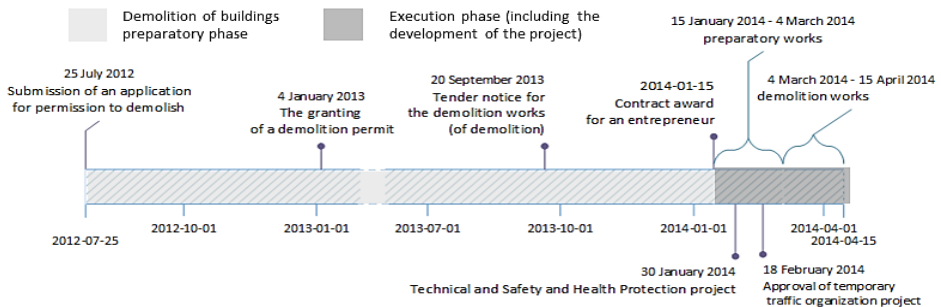 Demolition of buildings
preparatory phase
Execution phase (including the
development of the project)
15 January 2014 - 4 March 2014
preparatory works
25 July 2012
Submission of an application
for permission to demolish
4 January 2013
The granting
of a demolition permit
20 September 2013
Tender notice for
the demolition works
(of demolition)
2014-01-15
Contract award
for an entrepreneur
4 March 2014 - 15 April 2014
demolition works
2012-07-25
2012-10-01
2013-01-01
2013-07-01
2013-10-01
2014-01-01
2014-04-01
2014-04-15
30 January 2014
Technical and Safety and Health Protection project
18 February 2014
Approval of temporary
traffic organization project